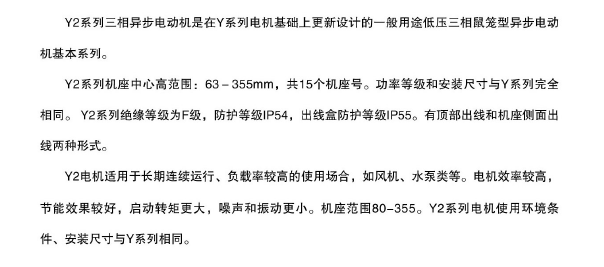 Y2系列三相异步电动机是在Y系列电机基础上更新设计的一般用途低压三相鼠笼型异步电动
机基本系列。
Y2系列机座中心高范围：63－355mm，共15个机座号。功率等级和安装尺寸与Y系列完全
相同。 Y2系列绝缘等级为F级，防护等级IP54，出线盒防护等级IP55。有顶部出线和机座侧面出
线两种形式。
Y2电机适用于长期连续运行、负载率较高的使用场合，如风机、水泵类等。电机效率较高，
节能效果较好，启动转矩更大，噪声和振动更小。机座范围80-355。Y2系列电机使用环境条
件、安装尺寸与Y系列相同。